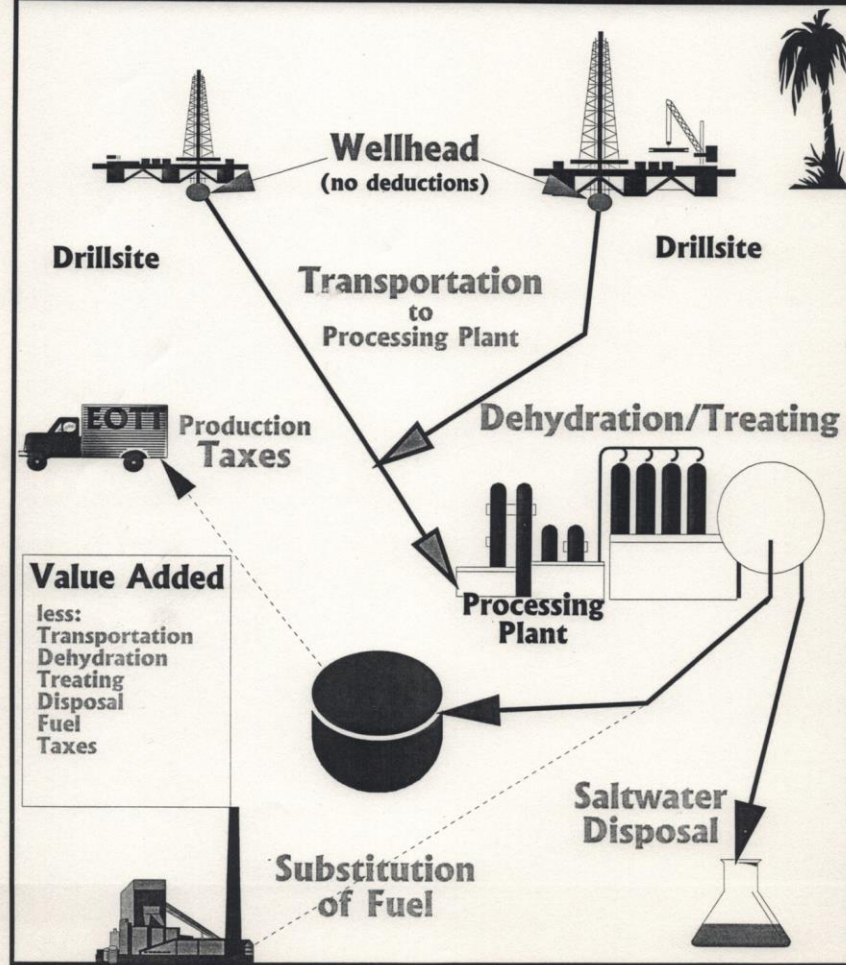 Wellhead
(no deductions)
Drillsite
Drillsite
Transportation
to
Processing Plant
EOTT
Production
Taxes
Dehydration/Treating
Value Added
less:
Transportation
Dehydration
Treating
Disposal
Fuel
Taxes
Processing
Plant
Saltwater
Disposal
Substitution
of Fuel